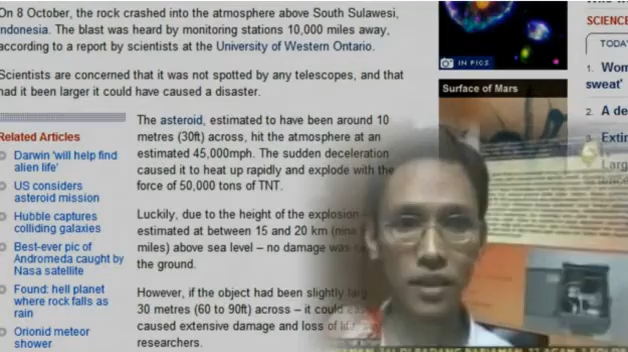 On 8 October, the rock crashed into the atmosphere above South Sulawesi,
Indonesia. The blast was heard by monitoring stations 10,000 miles away,
according to a report by scientists at the University of Western Ontario.
Scientists are concerned that it was not spotted by any telescopes, and that
had it been larger it could have caused a disaster.
Related Articles
Darwin 'will help find
alien life'
US considers
asteroid mission
Hubble captures
colliding galaxies
Best-ever pic of
Andromeda caught by
Nasa satellite
Found: hell planet
where rock falls as
rain
Orionid meteor
shower
The asteroid, estimated to have been around 10
metres (30ft) across, hit the atmosphere at an
estimated 45,000mph. The sudden deceleration
caused it to heat up rapidly and explode with the
force of 50,000 tons of TNT.
Luckily, due to the height of the explosion –
estimated at between 15 and 20 km (nine
miles) above sea level – no damage was
the ground.
However, if the object had been slightly
30 metres (60 to 90ft) across – it could
caused extensive damage and loss of
researchers.
IN PICS
Surface of Mars
SCIENCE
TODA
1. Wom
sweat'
2. A de
3. Extin
Larg